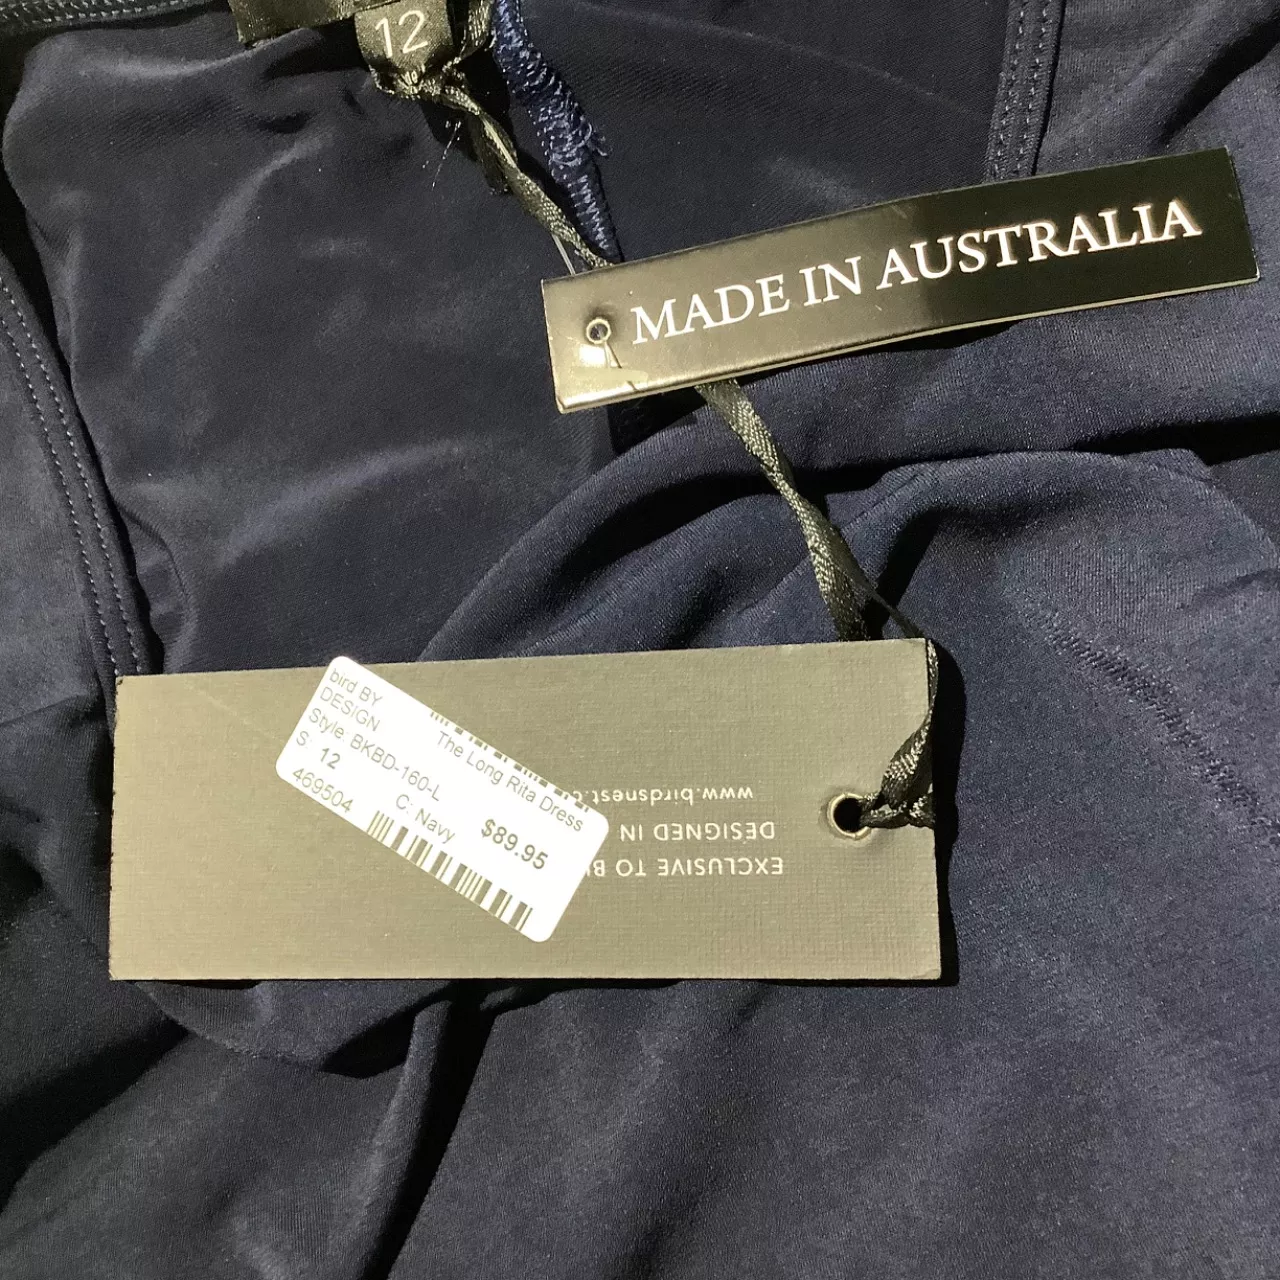 12
MADE IN AUSTRALIA
bird BY
DESIGN
The Long Rita Dress
Style: BKBD-160-L
S: 12
C: Navy
$89.95
469504
EXCLUSIVE TO
DESIGNED IN
www.birdsnest.